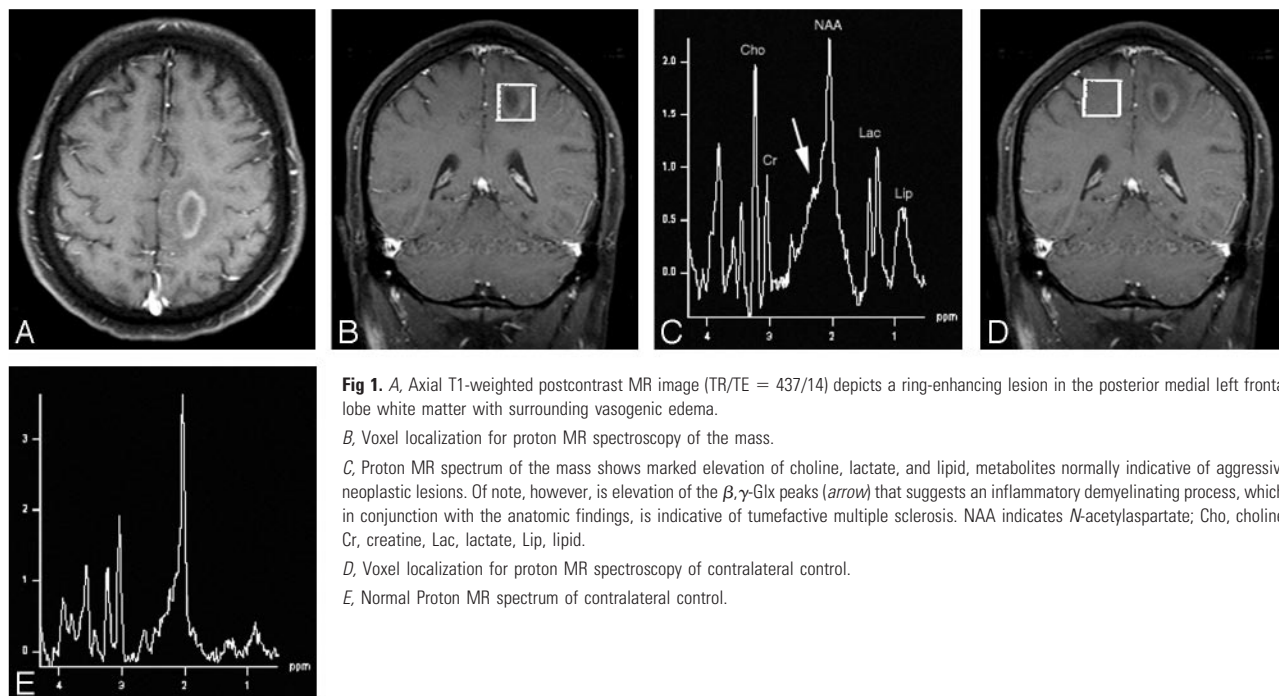 A
B
C
NAA
Cho
Lac
Cr
Lip
2.0
1.5
1.0
0.5
0.0
4 3 2 1 ppm
D
E
3
2
1
0
4 3 2 1 ppm
Fig 1. A, Axial T1-weighted postcontrast MR image (TR/TE = 437/14) depicts a ring-enhancing lesion in the posterior medial left fronta
lobe white matter with surrounding vasogenic edema.
B, Voxel localization for proton MR spectroscopy of the mass.
C, Proton MR spectrum of the mass shows marked elevation of choline, lactate, and lipid, metabolites normally indicative of aggressiv
neoplastic lesions. Of note, however, is elevation of the β,γ-Glx peaks (arrow) that suggests an inflammatory demyelinating process, which
in conjunction with the anatomic findings, is indicative of tumefactive multiple sclerosis. NAA indicates N-acetylaspartate; Cho, choline
Cr, creatine, Lac, lactate, Lip, lipid.
D, Voxel localization for proton MR spectroscopy of contralateral control.
E, Normal Proton MR spectrum of contralateral control.